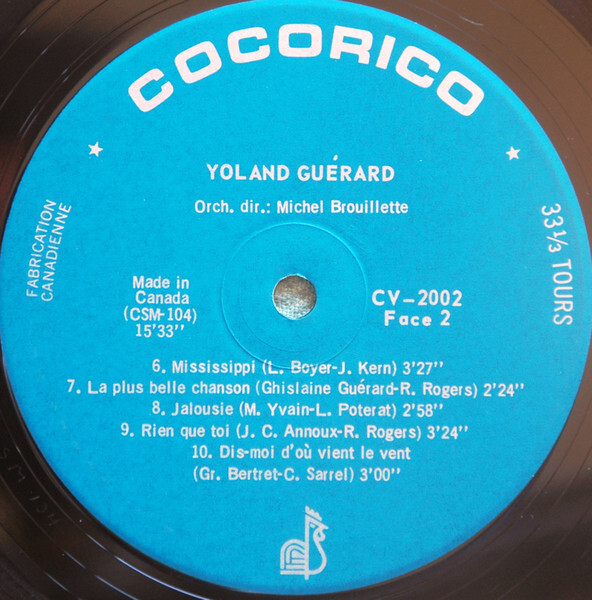 COCORICO
YOLAND GUÉRARD
Orch. dir.: Michel Brouillette
FABRICATION
CANADIENNE
33 1/3 TOURS
Made in
Canada
(CSM-104)
15'33''
CV-2002
Face 2
6. Mississippi (L. Boyer-J. Kern) 3'27''
7. La plus belle chanson (Ghislaine Guérard-R. Rogers) 2'24''
8. Jalousie (M. Yvain-L. Poterat) 2'58''
9. Rien que toi (J. C. Annoux-R. Rogers) 3'24''
10. Dis-moi d'où vient le vent
(Gr. Bertret-C. Sarrel) 3'00''